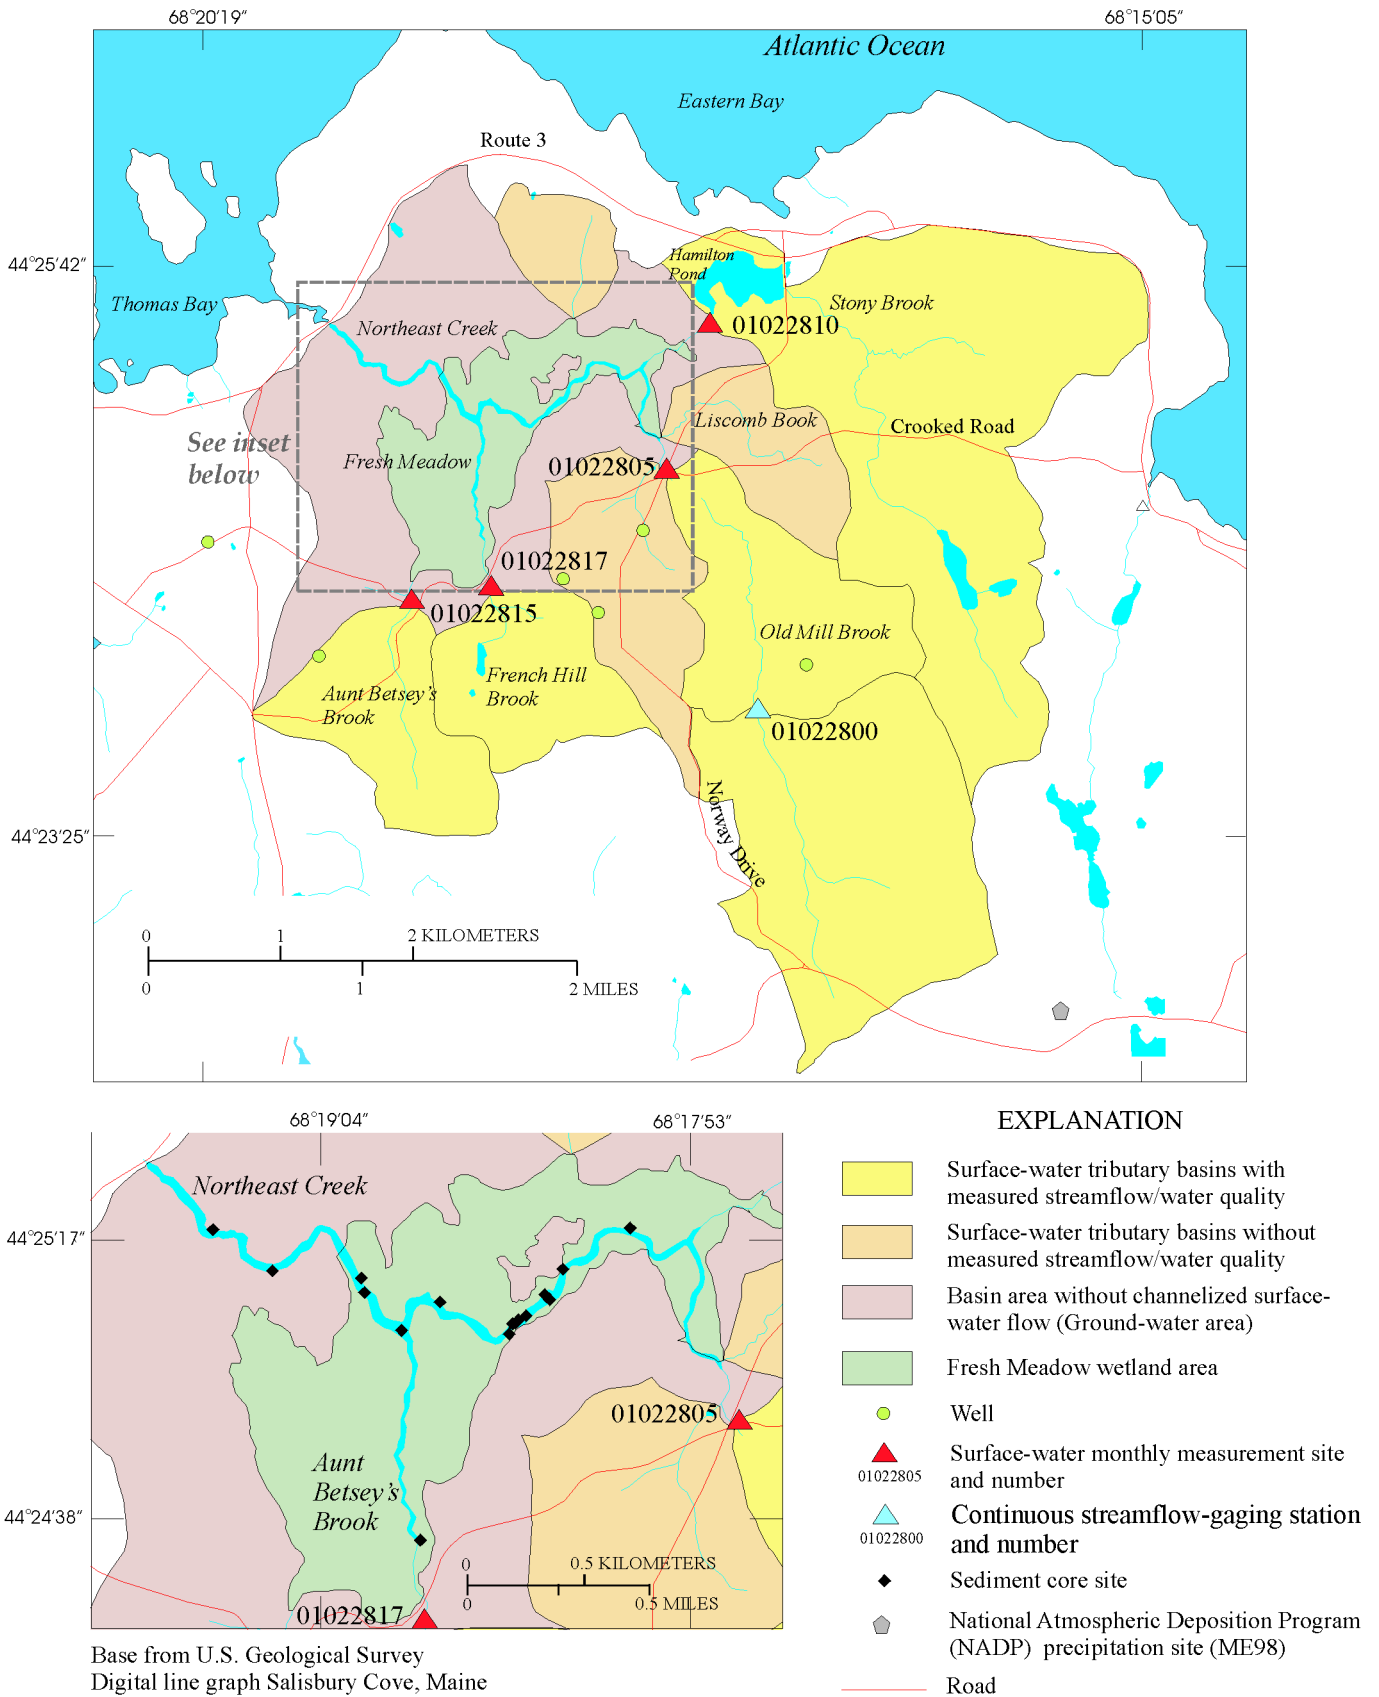 68°20'19"
68°15'05"
Atlantic Ocean
Eastern Bay
Route 3
44°25'42"
Hamilton
Pond
Thomas Bay
Stony Brook
Northeast Creek
01022810
Liscomb Book
Crooked Road
See inset
below
Fresh Meadow
01022805
01022817
01022815
Old Mill Brook
French Hill
Brook
Aunt Betsey's
Brook
01022800
Norway Drive
44°23'25"
0 1 2 KILOMETERS
0 1 2 MILES
68°19'04"
68°17'53"
Northeast Creek
44°25'17"
01022805
Aunt
Betsey's
Brook
44°24'38"
0 0.5 KILOMETERS
0 0.5 MILES
01022817
Base from U.S. Geological Survey
Digital line graph Salisbury Cove, Maine
EXPLANATION
Surface-water tributary basins with
measured streamflow/water quality
Surface-water tributary basins without
measured streamflow/water quality
Basin area without channelized surface-
water flow (Ground-water area)
Fresh Meadow wetland area
Well
Surface-water monthly measurement site
and number
01022805
Continuous streamflow-gaging station
and number
01022800
Sediment core site
National Atmospheric Deposition Program
(NADP) precipitation site (ME98)
Road